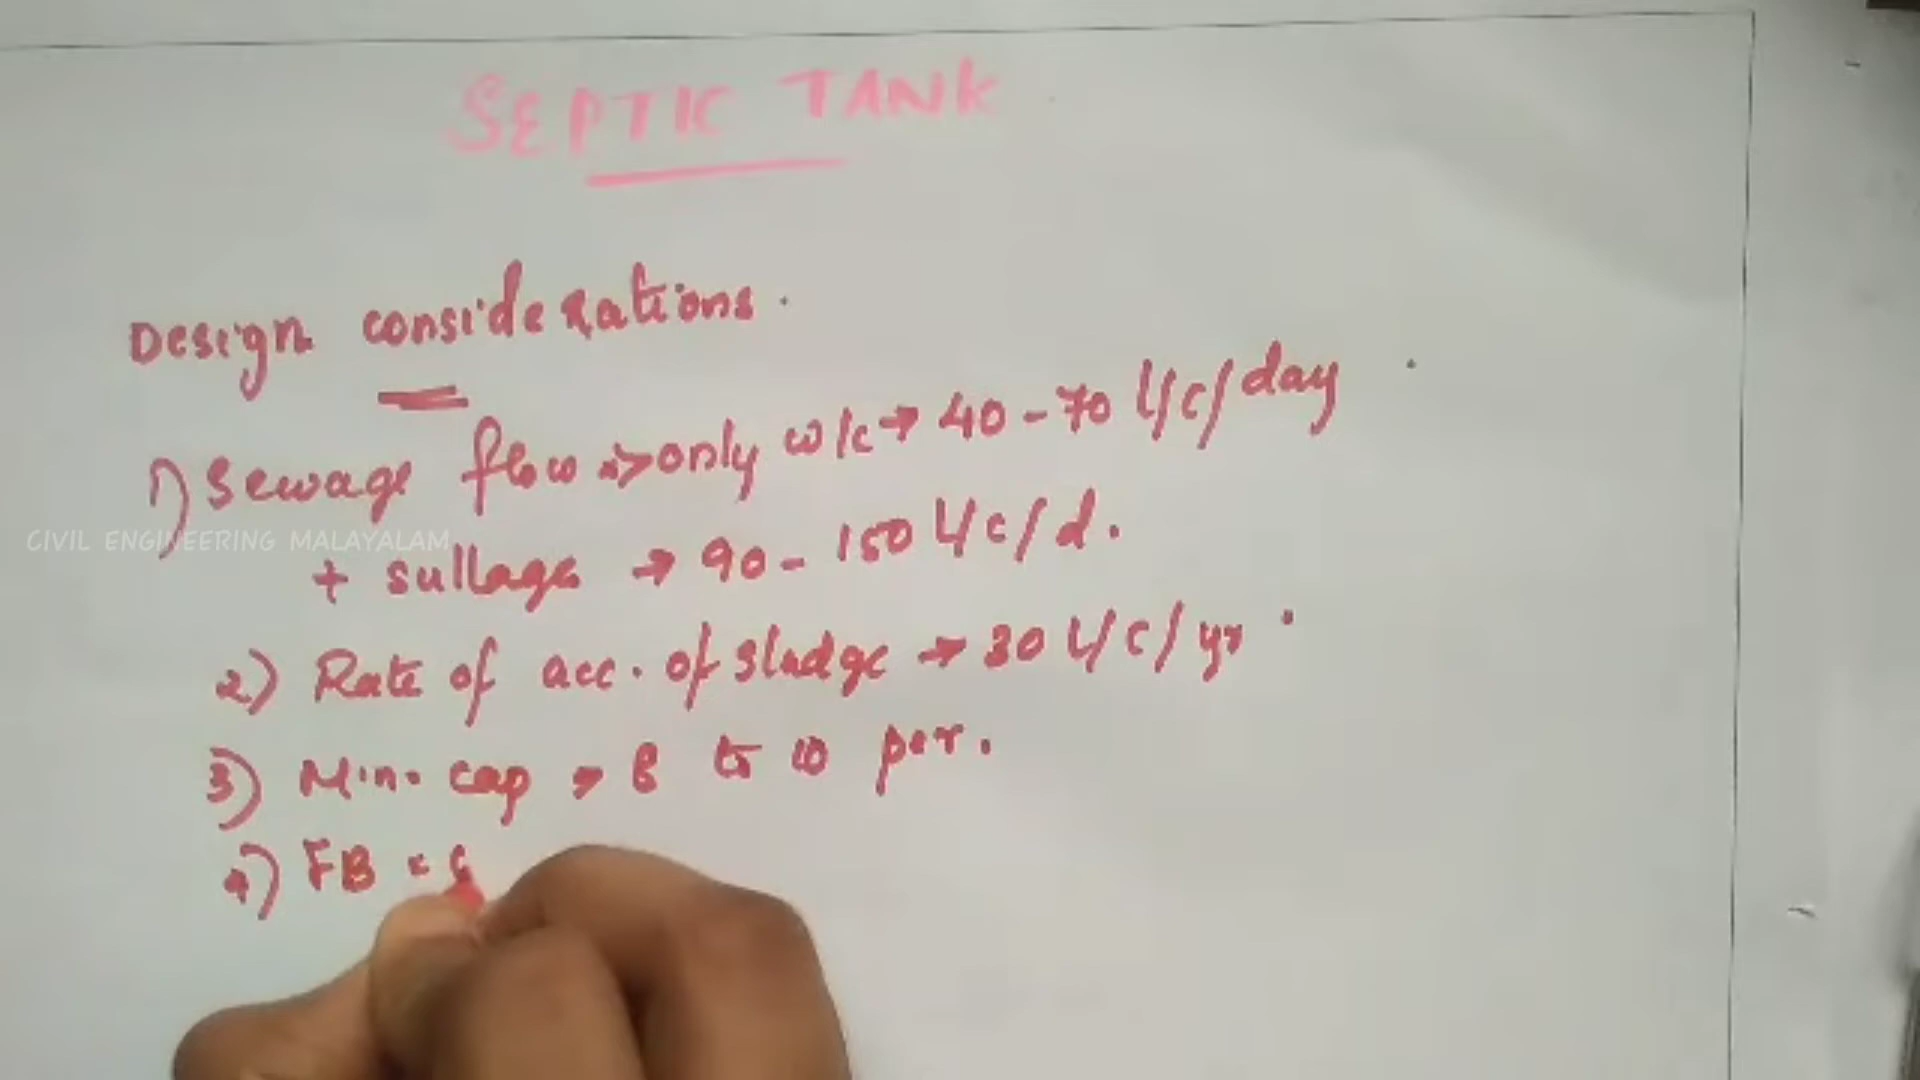 SEPTIC TANK
Design considerations.
1) Sewage flow → only w/c → 40-70 l/c/day
CIVIL ENGINEERING MALAYALAM
+ sullage → 90-150 l/c/d.
2) Rate of acc. of sludge → 30 l/c/yr
3) Min. cap → 8 to 10 per.
4) FB =